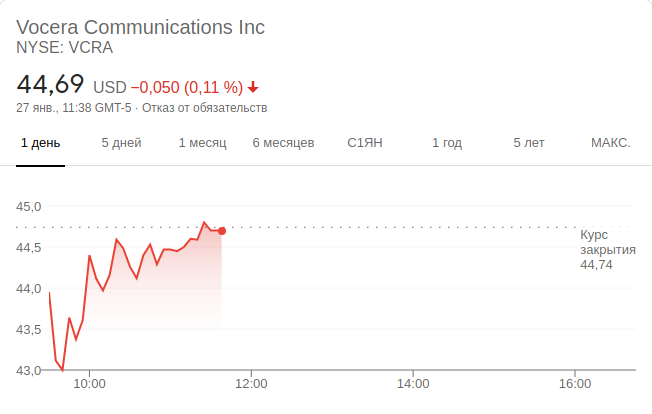 Vocera Communications Inc
NYSE: VCRA
44,69 USD −0,050 (0,11 %)
27 янв., 11:38 GMT-5 · Отказ от обязательств
1 день 5 дней 1 месяц 6 месяцев С1ЯН 1 год 5 лет МАКС.
45,0
Курс
закрытия
44,74
44,5
44,0
43,5
43,0
10:00 12:00 14:00 16:00